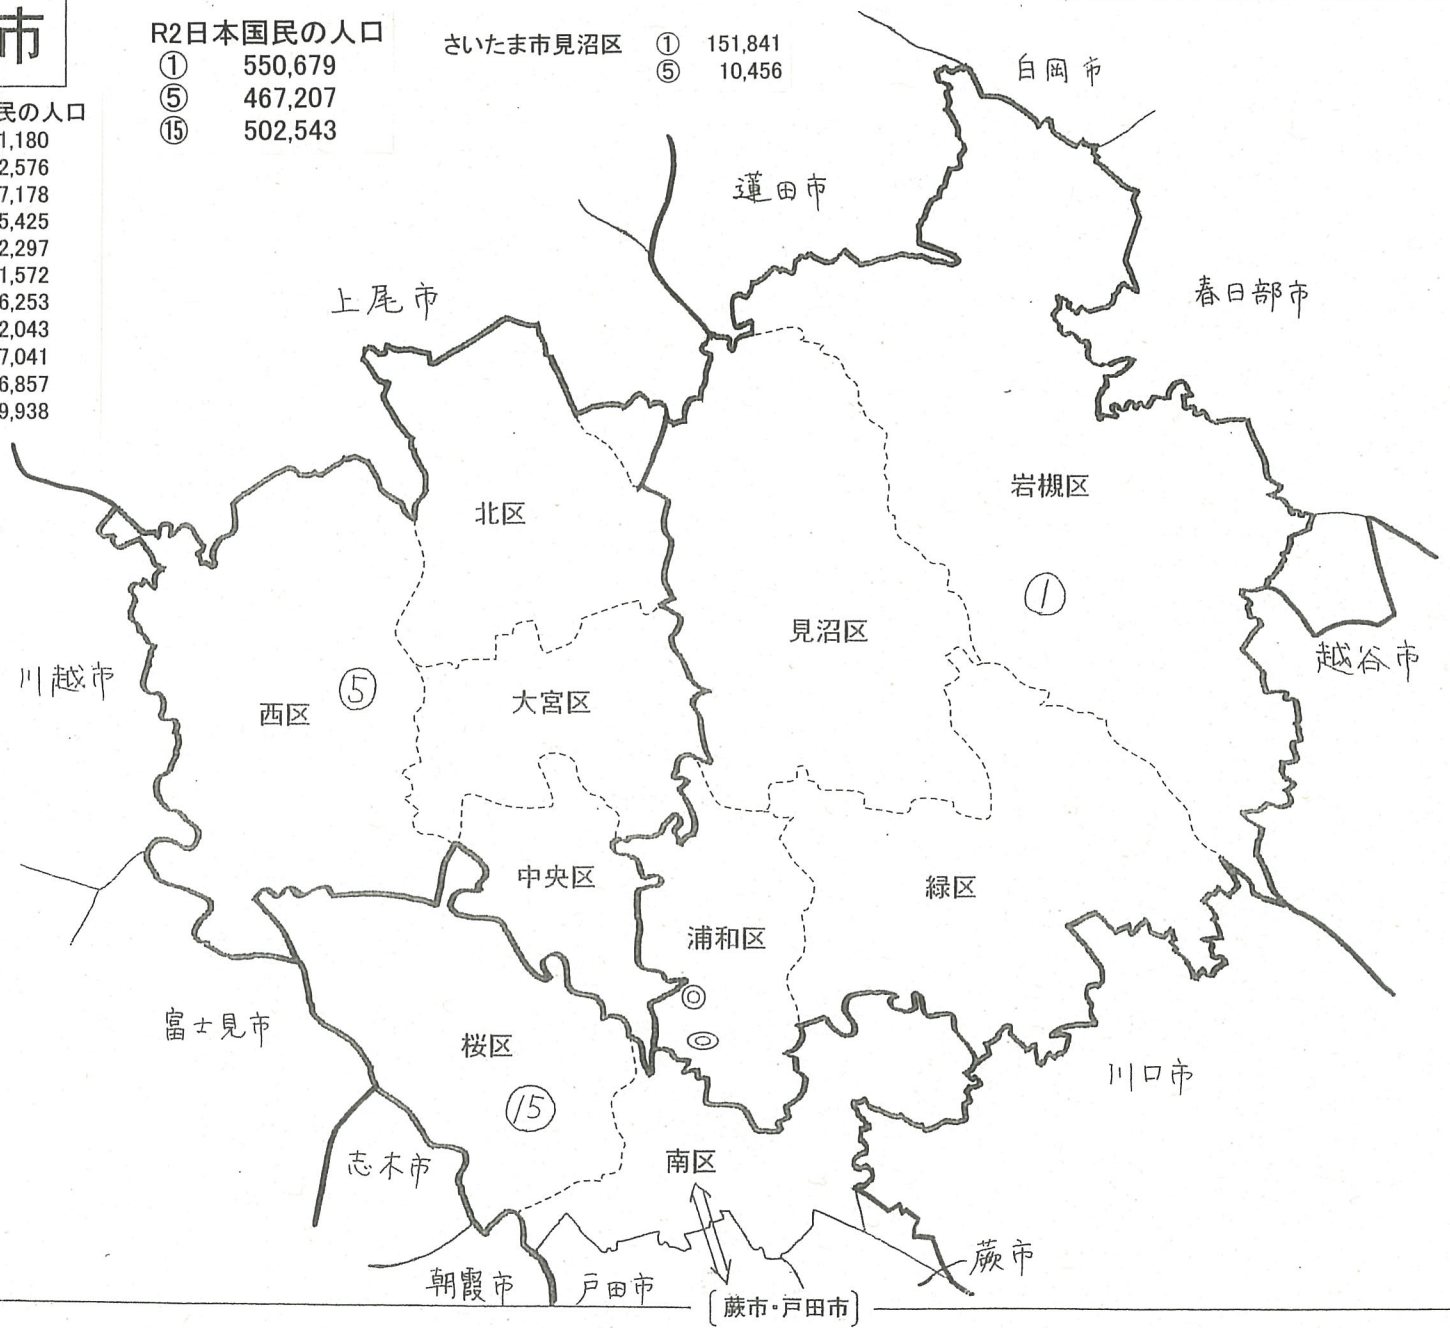 市
R2日本国民の人口
① 550,679
⑤ 467,207
⑮ 502,543
さいたま市見沼区 ① 151,841
⑤ 10,456
民の人口
1,180
2,576
7,178
5,425
2,297
1,572
6,253
2,043
7,041
6,857
9,938
白岡市
蓮田市
上尾市
春日部市
岩槻区
北区
①
見沼区
越谷市
川越市
⑤
西区
大宮区
中央区
緑区
浦和区
富士見市
桜区
川口市
⑮
志木市
南区
蕨市
朝霞市
戸田市
〔蕨市・戸田市〕